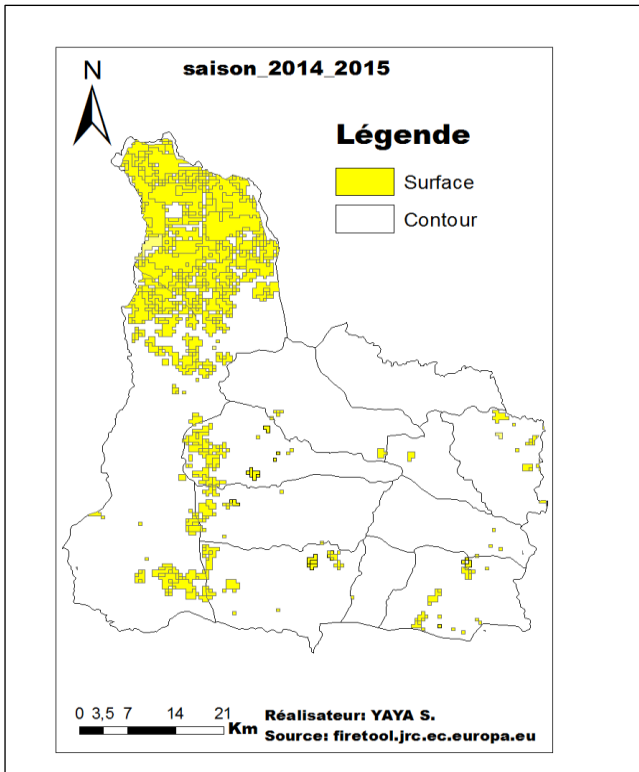 N
saison_2014_2015
Légende
Surface
Contour
0 3,5 7 14 21
Km
Réalisateur: YAYA S.
Source: firetool.jrc.ec.europa.eu